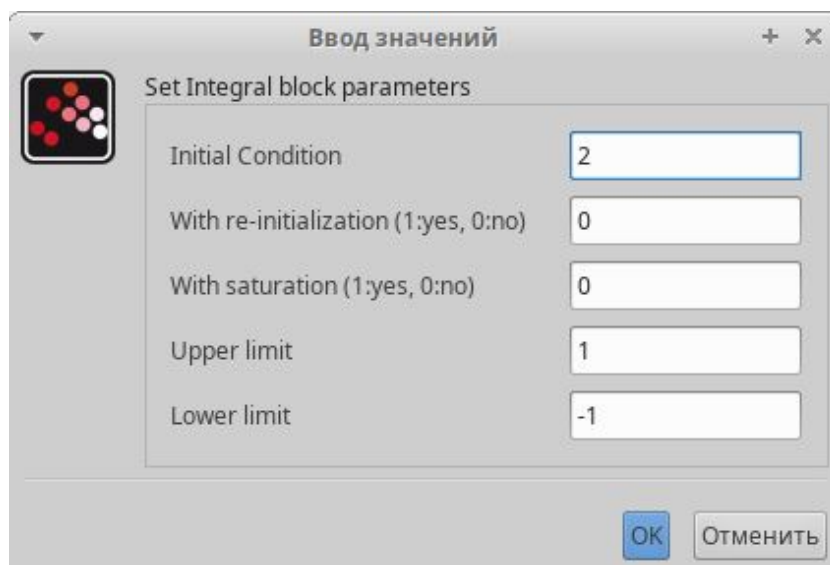 Ввод значений
Set Integral block parameters
Initial Condition 2
With re-initialization (1:yes, 0:no) 0
With saturation (1:yes, 0:no) 0
Upper limit 1
Lower limit -1
OK Отменить